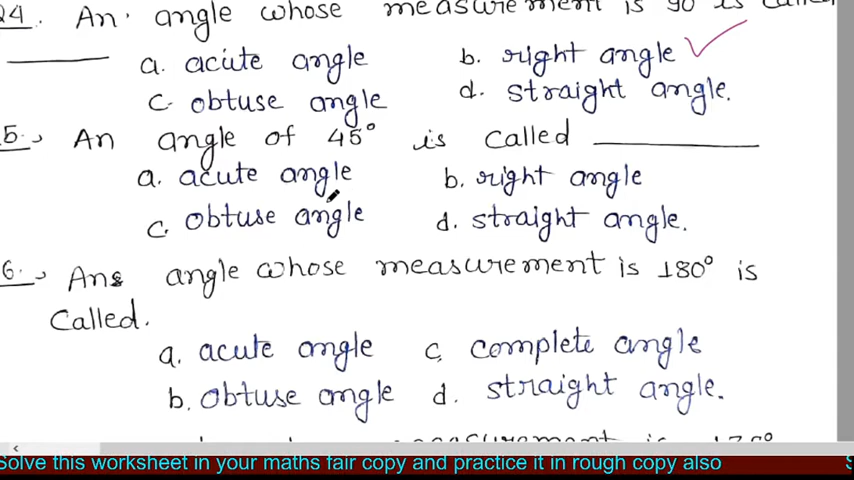 24. An angle whose measurement is 90° is called
a. acute angle b. right angle
c. obtuse angle d. straight angle.
5. An angle of 45° is called
a. acute angle b. right angle
c. obtuse angle d. straight angle.
6. Ans angle whose measurement is 180° is
Called.
a. acute angle c, complete angle
b. obtuse angle d. straight angle.
measurement is
Solve this worksheet in your maths fair copy and practice it in rough copy also